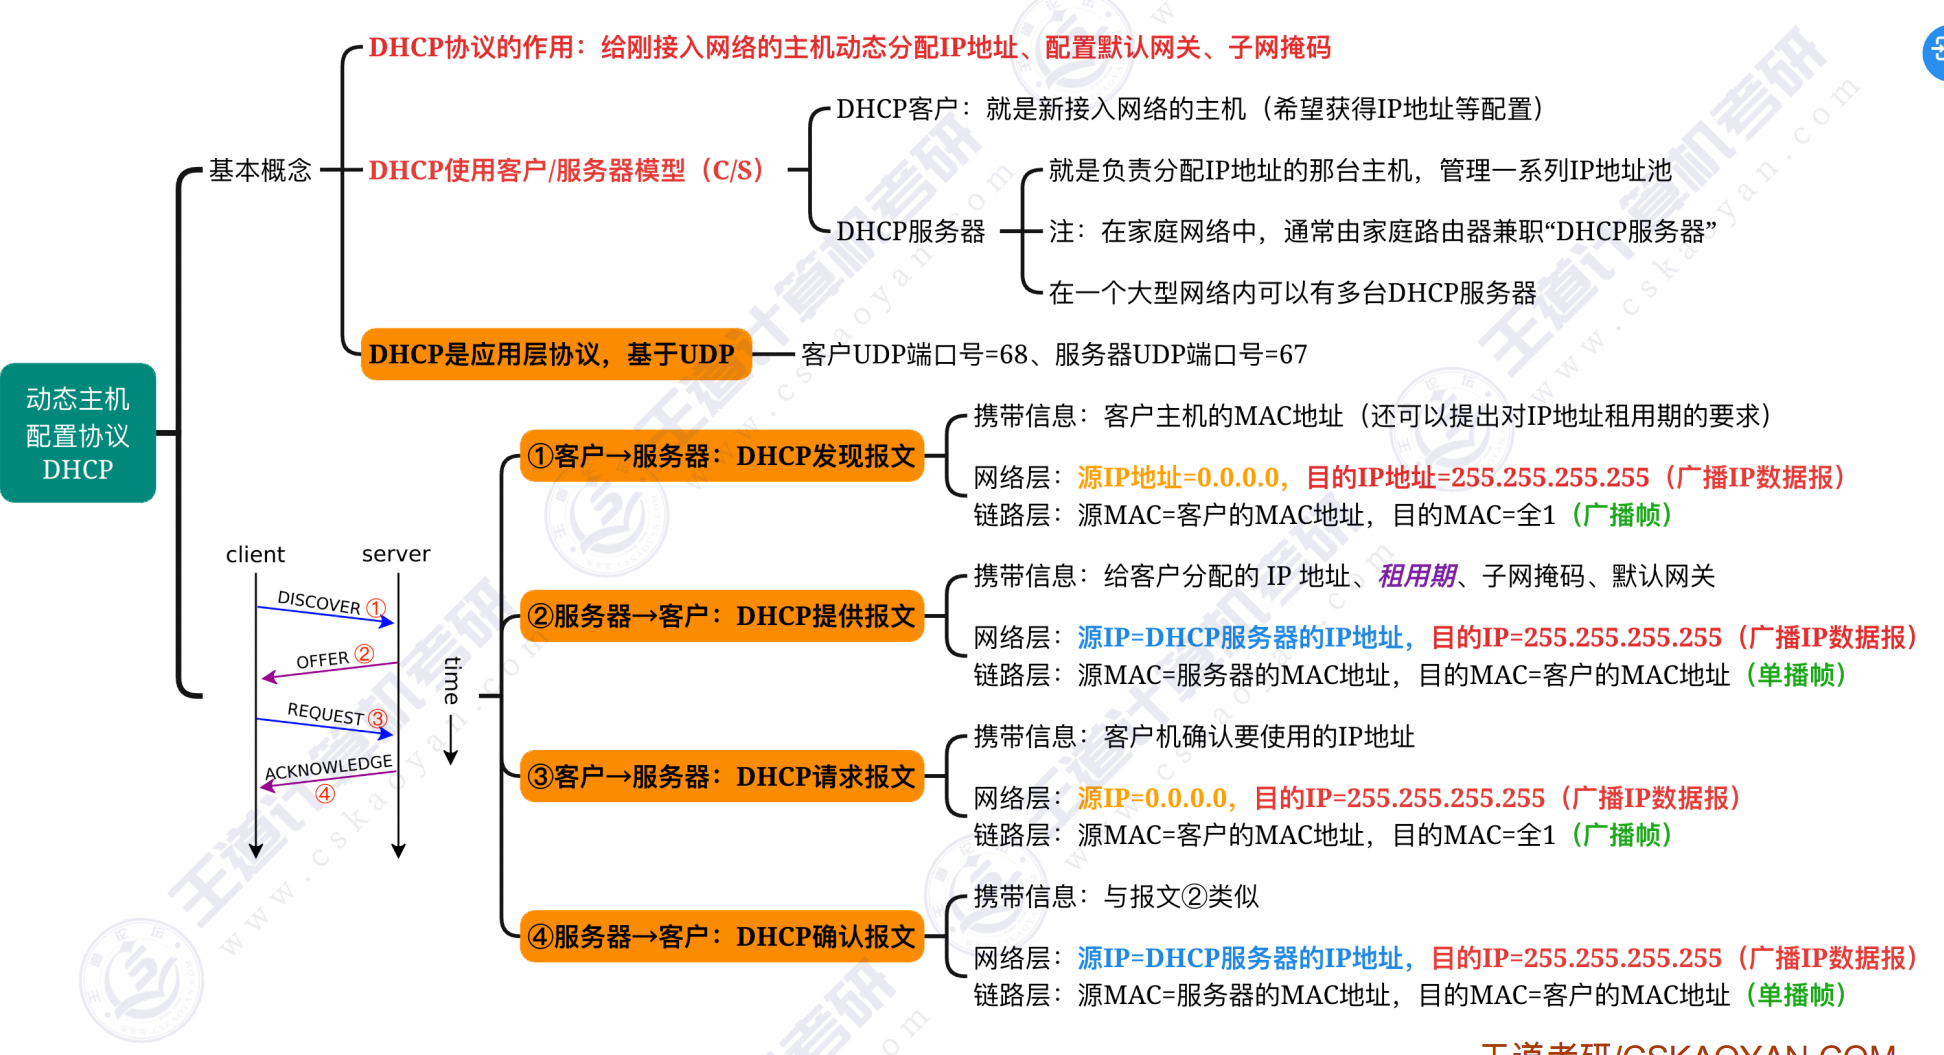 DHCP协议的作用：给刚接入网络的主机动态分配IP地址、配置默认网关、子网掩码
DHCP客户：就是新接入网络的主机（希望获得IP地址等配置）
基本概念
DHCP使用客户/服务器模型（C/S）
就是负责分配IP地址的那台主机，管理一系列IP地址池
DHCP服务器
注：在家庭网络中，通常由家庭路由器兼职“DHCP服务器”
在一个大型网络内可以有多台DHCP服务器
DHCP是应用层协议，基于UDP
客户UDP端口号=68、服务器UDP端口号=67
动态主机
配置协议
DHCP
client
server
DISCOVER ①
OFFER ②
REQUEST ③
ACKNOWLEDGE
④
time
①客户→服务器：DHCP发现报文
携带信息：客户主机的MAC地址（还可以提出对IP地址租用期的要求）
网络层：源IP地址=0.0.0.0，目的IP地址=255.255.255.255（广播IP数据报）
链路层：源MAC=客户的MAC地址，目的MAC=全1（广播帧）
②服务器→客户：DHCP提供报文
携带信息：给客户分配的 IP 地址、租用期、子网掩码、默认网关
网络层：源IP=DHCP服务器的IP地址，目的IP=255.255.255.255（广播IP数据报）
链路层：源MAC=服务器的MAC地址，目的MAC=客户的MAC地址（单播帧）
③客户→服务器：DHCP请求报文
携带信息：客户机确认要使用的IP地址
网络层：源IP=0.0.0.0，目的IP=255.255.255.255（广播IP数据报）
链路层：源MAC=客户的MAC地址，目的MAC=全1（广播帧）
④服务器→客户：DHCP确认报文
携带信息：与报文②类似
网络层：源IP=DHCP服务器的IP地址，目的IP=255.255.255.255（广播IP数据报）
链路层：源MAC=服务器的MAC地址，目的MAC=客户的MAC地址（单播帧）
王道计算机考研
www.cskaoyan.com
王道考研/CSKAOYAN.COM